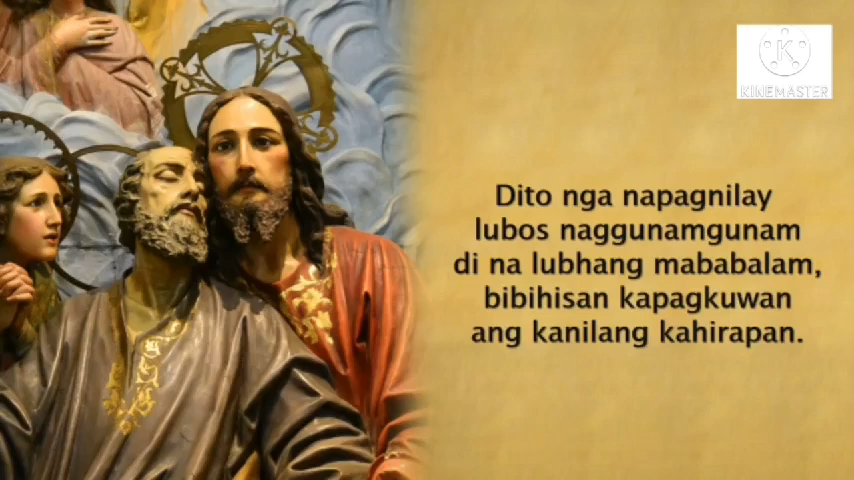 KINEMASTER
Dito nga napagnilay
lubos naggunamgunam
di na lubhang mababalam,
bibihisan kapagkuwan
ang kanilang kahirapan.